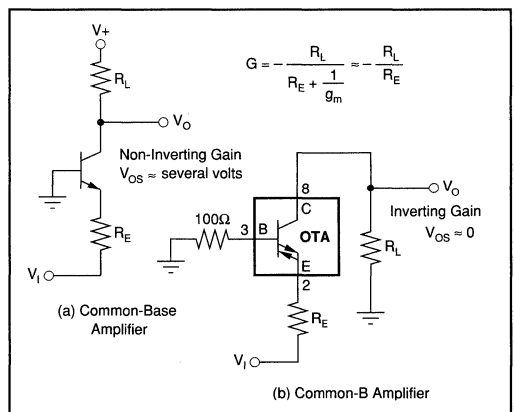 V+
R_L
V_O
Non-Inverting Gain
V_OS ≈ several volts
R_E
V_I
(a) Common-Base
Amplifier
G = – R_L / (R_E + 1/g_m) ≈ – R_L / R_E
8
C
V_O
Inverting Gain
V_OS ≈ 0
100Ω
3
B
OTA
R_L
E
2
R_E
V_I
(b) Common-B Amplifier